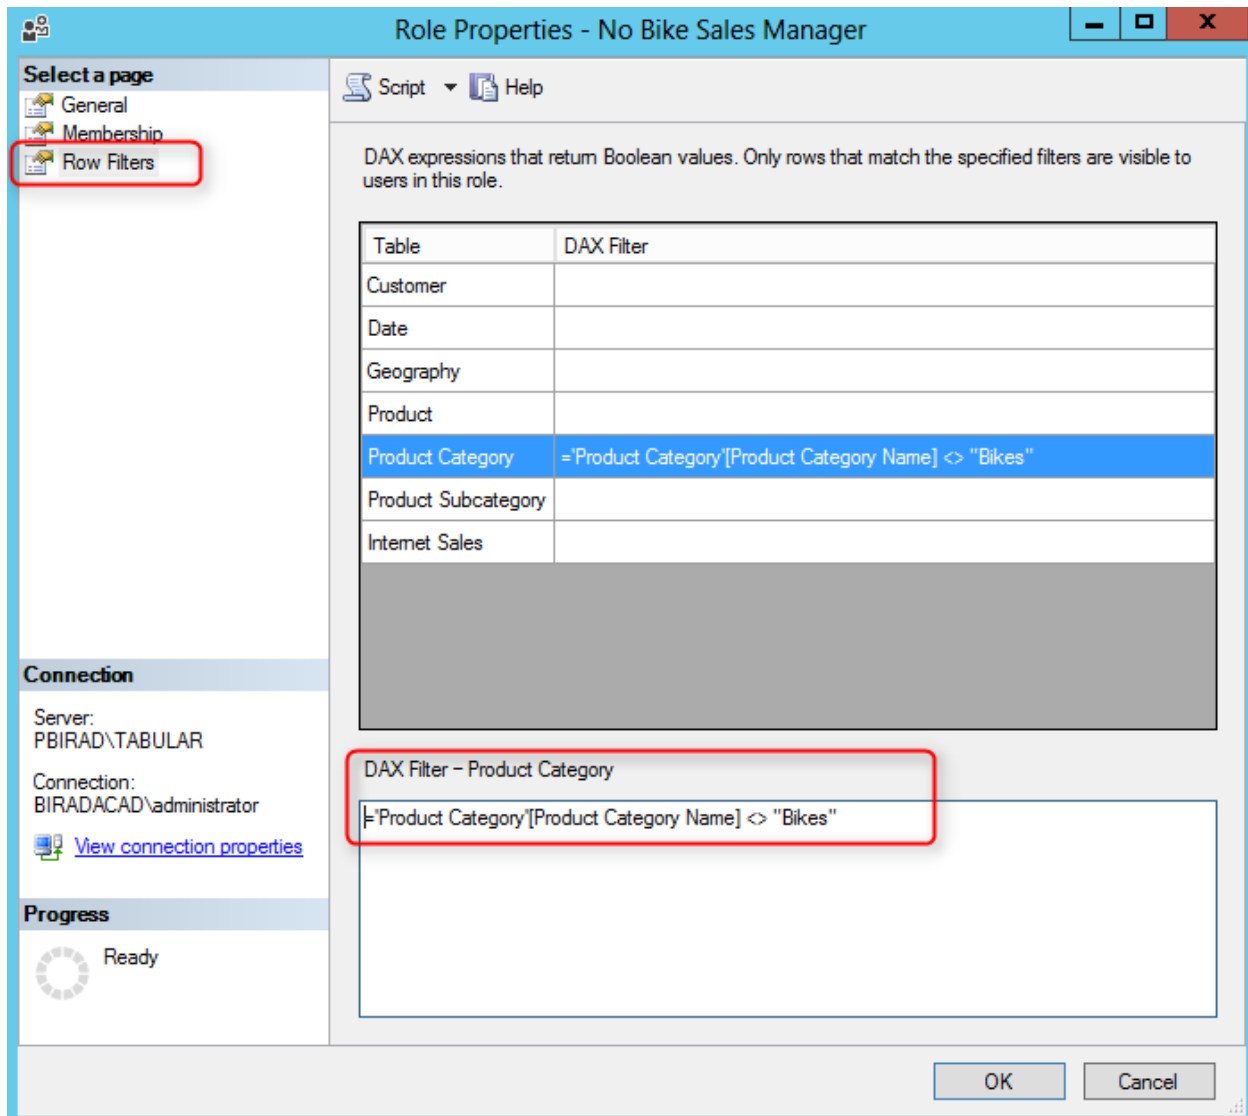 Role Properties - No Bike Sales Manager
Select a page
General
Membership
Row Filters
Script
Help
DAX expressions that return Boolean values. Only rows that match the specified filters are visible to
users in this role.
Table DAX Filter
Customer
Date
Geography
Product
Product Category ='Product Category'[Product Category Name] <> "Bikes"
Product Subcategory
Internet Sales
Connection
Server:
PBIRAD\TABULAR
Connection:
BIRADACAD\administrator
View connection properties
Progress
Ready
DAX Filter – Product Category
='Product Category'[Product Category Name] <> "Bikes"
OK
Cancel